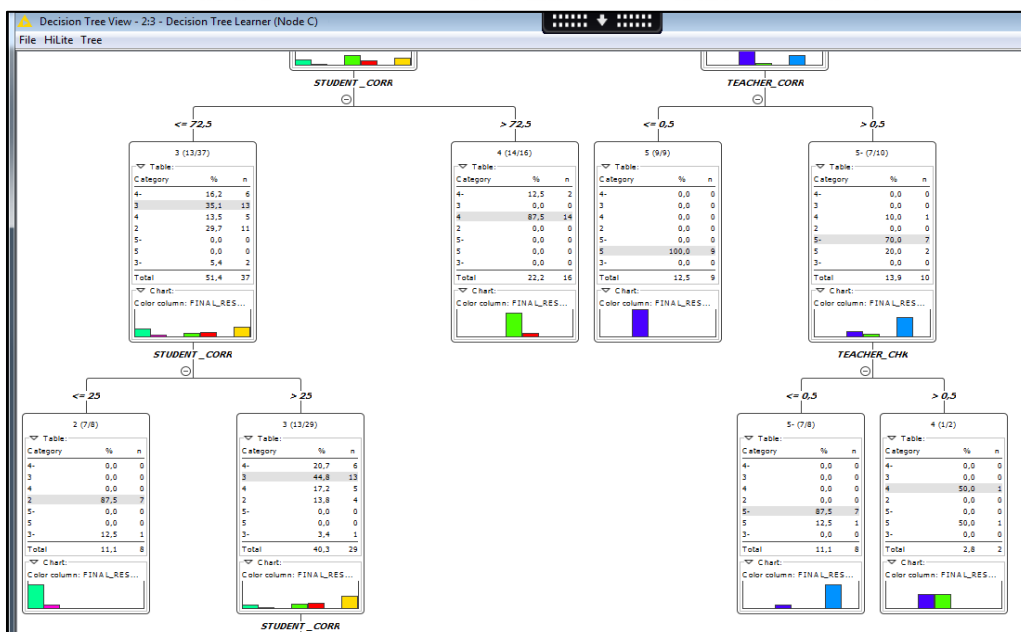 Decision Tree View - 2:3 - Decision Tree Learner (Node C)
File HiLite Tree
STUDENT_CORR
TEACHER_CORR
<= 72,5
> 72,5
<= 0,5
> 0,5
3 (13/37)
Table:
Category % n
4- 16,2 6
3 35,1 13
4 13,5 5
2 29,7 11
5- 0,0 0
5 0,0 0
3- 5,4 2
Total 51,4 37
Chart:
Color column: FINAL_RES...
4 (14/16)
Table:
Category % n
4- 12,5 2
3 0,0 0
4 87,5 14
2 0,0 0
5- 0,0 0
5 0,0 0
3- 0,0 0
Total 22,2 16
Chart:
Color column: FINAL_RES...
5 (9/9)
Table:
Category % n
4- 0,0 0
3 0,0 0
4 0,0 0
2 0,0 0
5- 0,0 0
5 100,0 9
3- 0,0 0
Total 12,5 9
Chart:
Color column: FINAL_RES...
5- (7/10)
Table:
Category % n
4- 0,0 0
3 0,0 0
4 10,0 1
2 0,0 0
5- 70,0 7
5 20,0 2
3- 0,0 0
Total 13,9 10
Chart:
Color column: FINAL_RES...
STUDENT_CORR
TEACHER_CHK
<= 25
> 25
<= 0,5
> 0,5
2 (7/8)
Table:
Category % n
4- 0,0 0
3 0,0 0
4 0,0 0
2 87,5 7
5- 0,0 0
5 0,0 0
3- 12,5 1
Total 11,1 8
Chart:
Color column: FINAL_RES...
3 (13/29)
Table:
Category % n
4- 20,7 6
3 44,8 13
4 17,2 5
2 13,8 4
5- 0,0 0
5 0,0 0
3- 3,4 1
Total 40,3 29
Chart:
Color column: FINAL_RES...
5- (7/8)
Table:
Category % n
4- 0,0 0
3 0,0 0
4 0,0 0
2 0,0 0
5- 87,5 7
5 12,5 1
3- 0,0 0
Total 11,1 8
Chart:
Color column: FINAL_RES...
4 (1/2)
Table:
Category % n
4- 0,0 0
3 0,0 0
4 50,0 1
2 0,0 0
5- 0,0 0
5 50,0 1
3- 0,0 0
Total 2,8 2
Chart:
Color column: FINAL_RES...
STUDENT_CORR